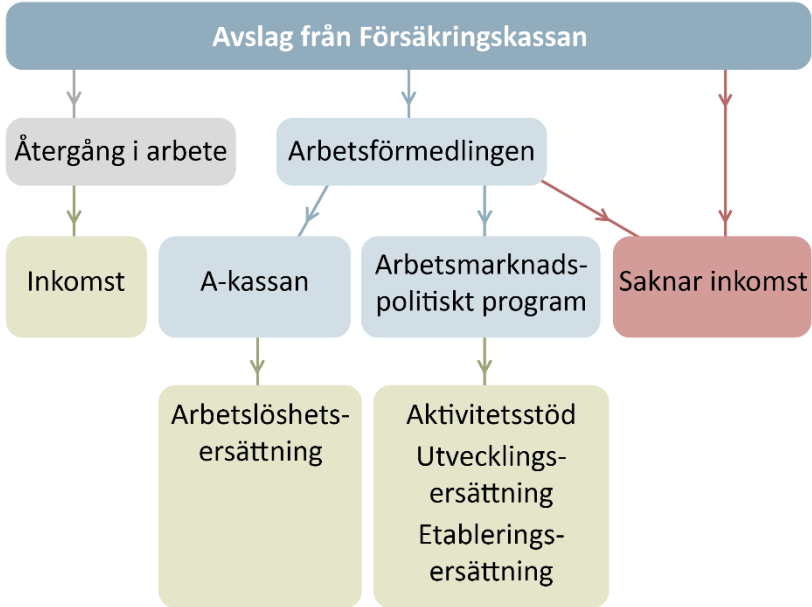 Avslag från Försäkringskassan
Återgång i arbete
Arbetsförmedlingen
Inkomst
A-kassan
Arbetsmarknads-
politiskt program
Saknar inkomst
Arbetslöshets-
ersättning
Aktivitetsstöd
Utvecklings-
ersättning
Etablerings-
ersättning